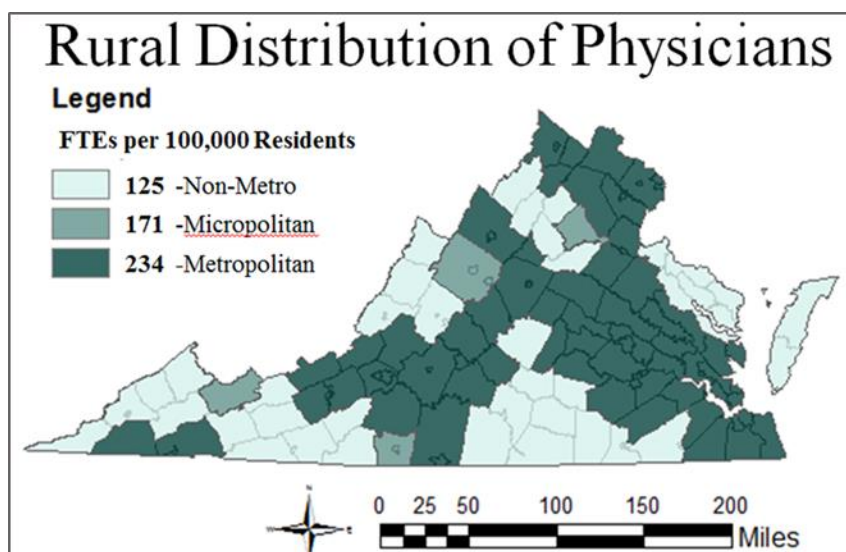 Rural Distribution of Physicians
Legend
FTEs per 100,000 Residents
125 -Non-Metro
171 -Micropolitan
234 -Metropolitan
N
W E
S
0 25 50 100 150 200
Miles